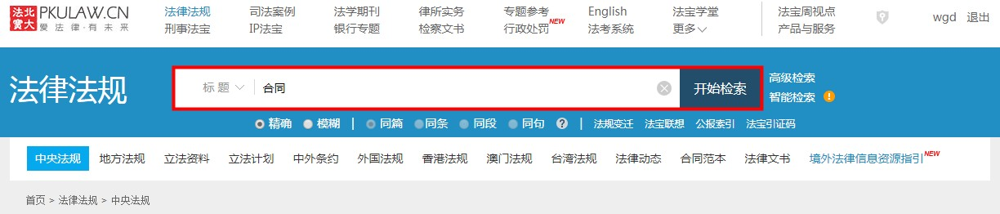 北大法宝 PKULAW.CN
爱法律·有未来
法律法规 司法案例 法学期刊 律所实务 专题参考 English 法宝学堂 法宝周视点
刑事法宝 IP法宝 银行专题 检察文书 行政处罚 NEW 法考系统 更多 产品与服务
wgd 退出
法律法规
标 题 合同 开始检索
高级检索
智能检索 !
精确 模糊 | 同篇 同条 同段 同句 ? | 法规变迁 法宝联想 公报索引 法宝引证码
中央法规 地方法规 立法资料 立法计划 中外条约 外国法规 香港法规 澳门法规 台湾法规 法律动态 合同范本 法律文书 境外法律信息资源指引 NEW
首页 > 法律法规 > 中央法规